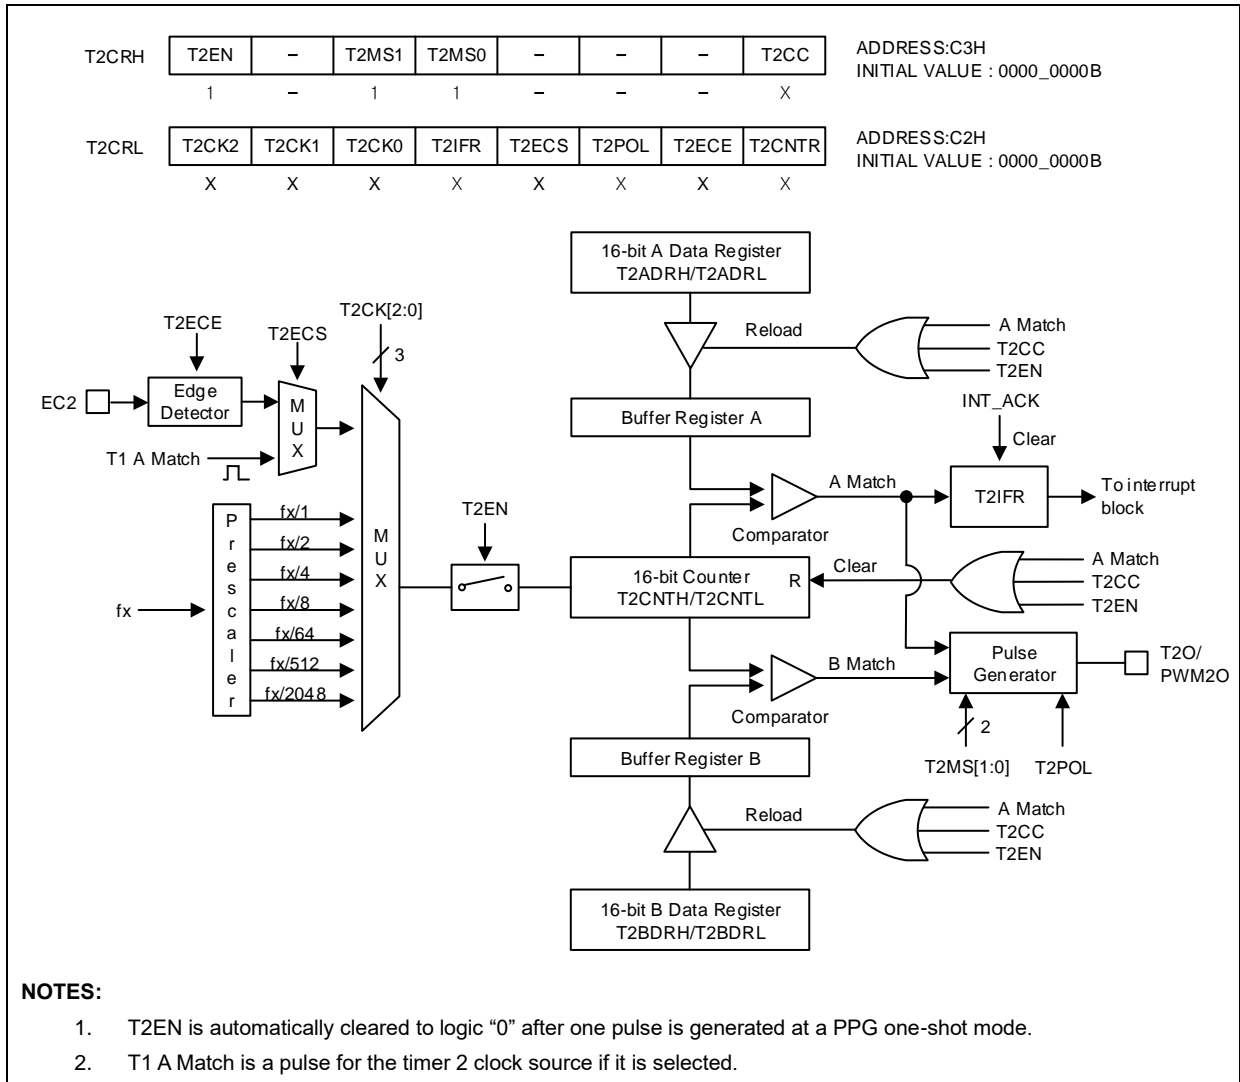 T2CRH T2EN – T2MS1 T2MS0 – – – T2CC ADDRESS:C3H
INITIAL VALUE : 0000_0000B
1 – 1 1 – – – X
T2CRL T2CK2 T2CK1 T2CK0 T2IFR T2ECS T2POL T2ECE T2CNTR ADDRESS:C2H
INITIAL VALUE : 0000_0000B
X X X X X X X X
16-bit A Data Register
T2ADRH/T2ADRL
T2CK[2:0]
3
T2ECE
T2ECS
Reload
A Match
T2CC
T2EN
EC2
Edge
Detector
MUX
T1 A Match
Buffer Register A
INT_ACK
Clear
A Match
T2IFR
To interrupt
block
Comparator
fx
Prescaler
fx/1
fx/2
fx/4
fx/8
fx/64
fx/512
fx/2048
MUX
T2EN
16-bit Counter
T2CNTH/T2CNTL
R
Clear
A Match
T2CC
T2EN
B Match
Comparator
Pulse
Generator
T2O/
PWM2O
2
T2MS[1:0]
T2POL
Buffer Register B
Reload
A Match
T2CC
T2EN
16-bit B Data Register
T2BDRH/T2BDRL
NOTES:
1. T2EN is automatically cleared to logic “0” after one pulse is generated at a PPG one-shot mode.
2. T1 A Match is a pulse for the timer 2 clock source if it is selected.